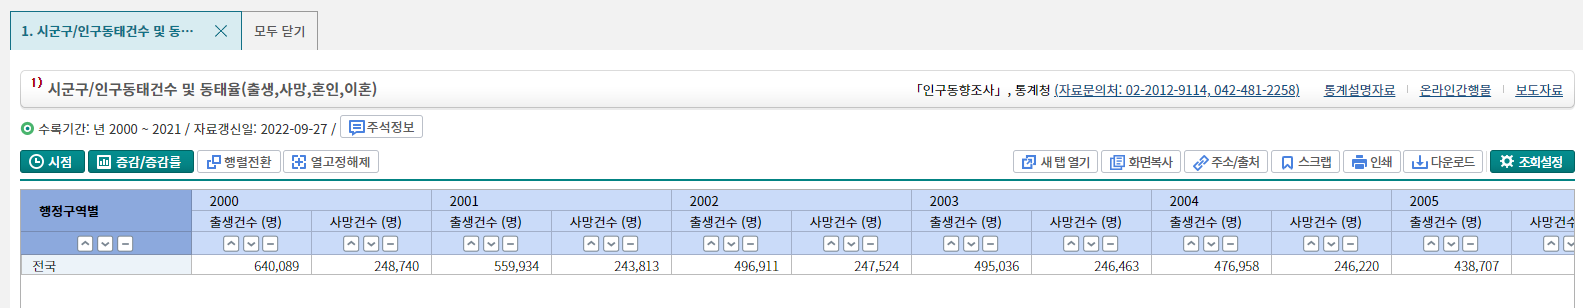 1. 시군구/인구동태건수 및 동… 모두 닫기
1) 시군구/인구동태건수 및 동태율(출생,사망,혼인,이혼) 「인구동향조사」, 통계청 (자료문의처: 02-2012-9114, 042-481-2258) 통계설명자료 온라인간행물 보도자료
수록기간: 년 2000 ~ 2021 / 자료갱신일: 2022-09-27 / 주석정보
시점 증감/증감률 행렬전환 열고정해제 새 탭 열기 화면복사 주소/출처 스크랩 인쇄 다운로드 조회설정
행정구역별 2000 2001 2002 2003 2004 2005
출생건수 (명) 사망건수 (명) 출생건수 (명) 사망건수 (명) 출생건수 (명) 사망건수 (명) 출생건수 (명) 사망건수 (명) 출생건수 (명) 사망건수 (명) 출생건수 (명) 사망건수
전국 640,089 248,740 559,934 243,813 496,911 247,524 495,036 246,463 476,958 246,220 438,707